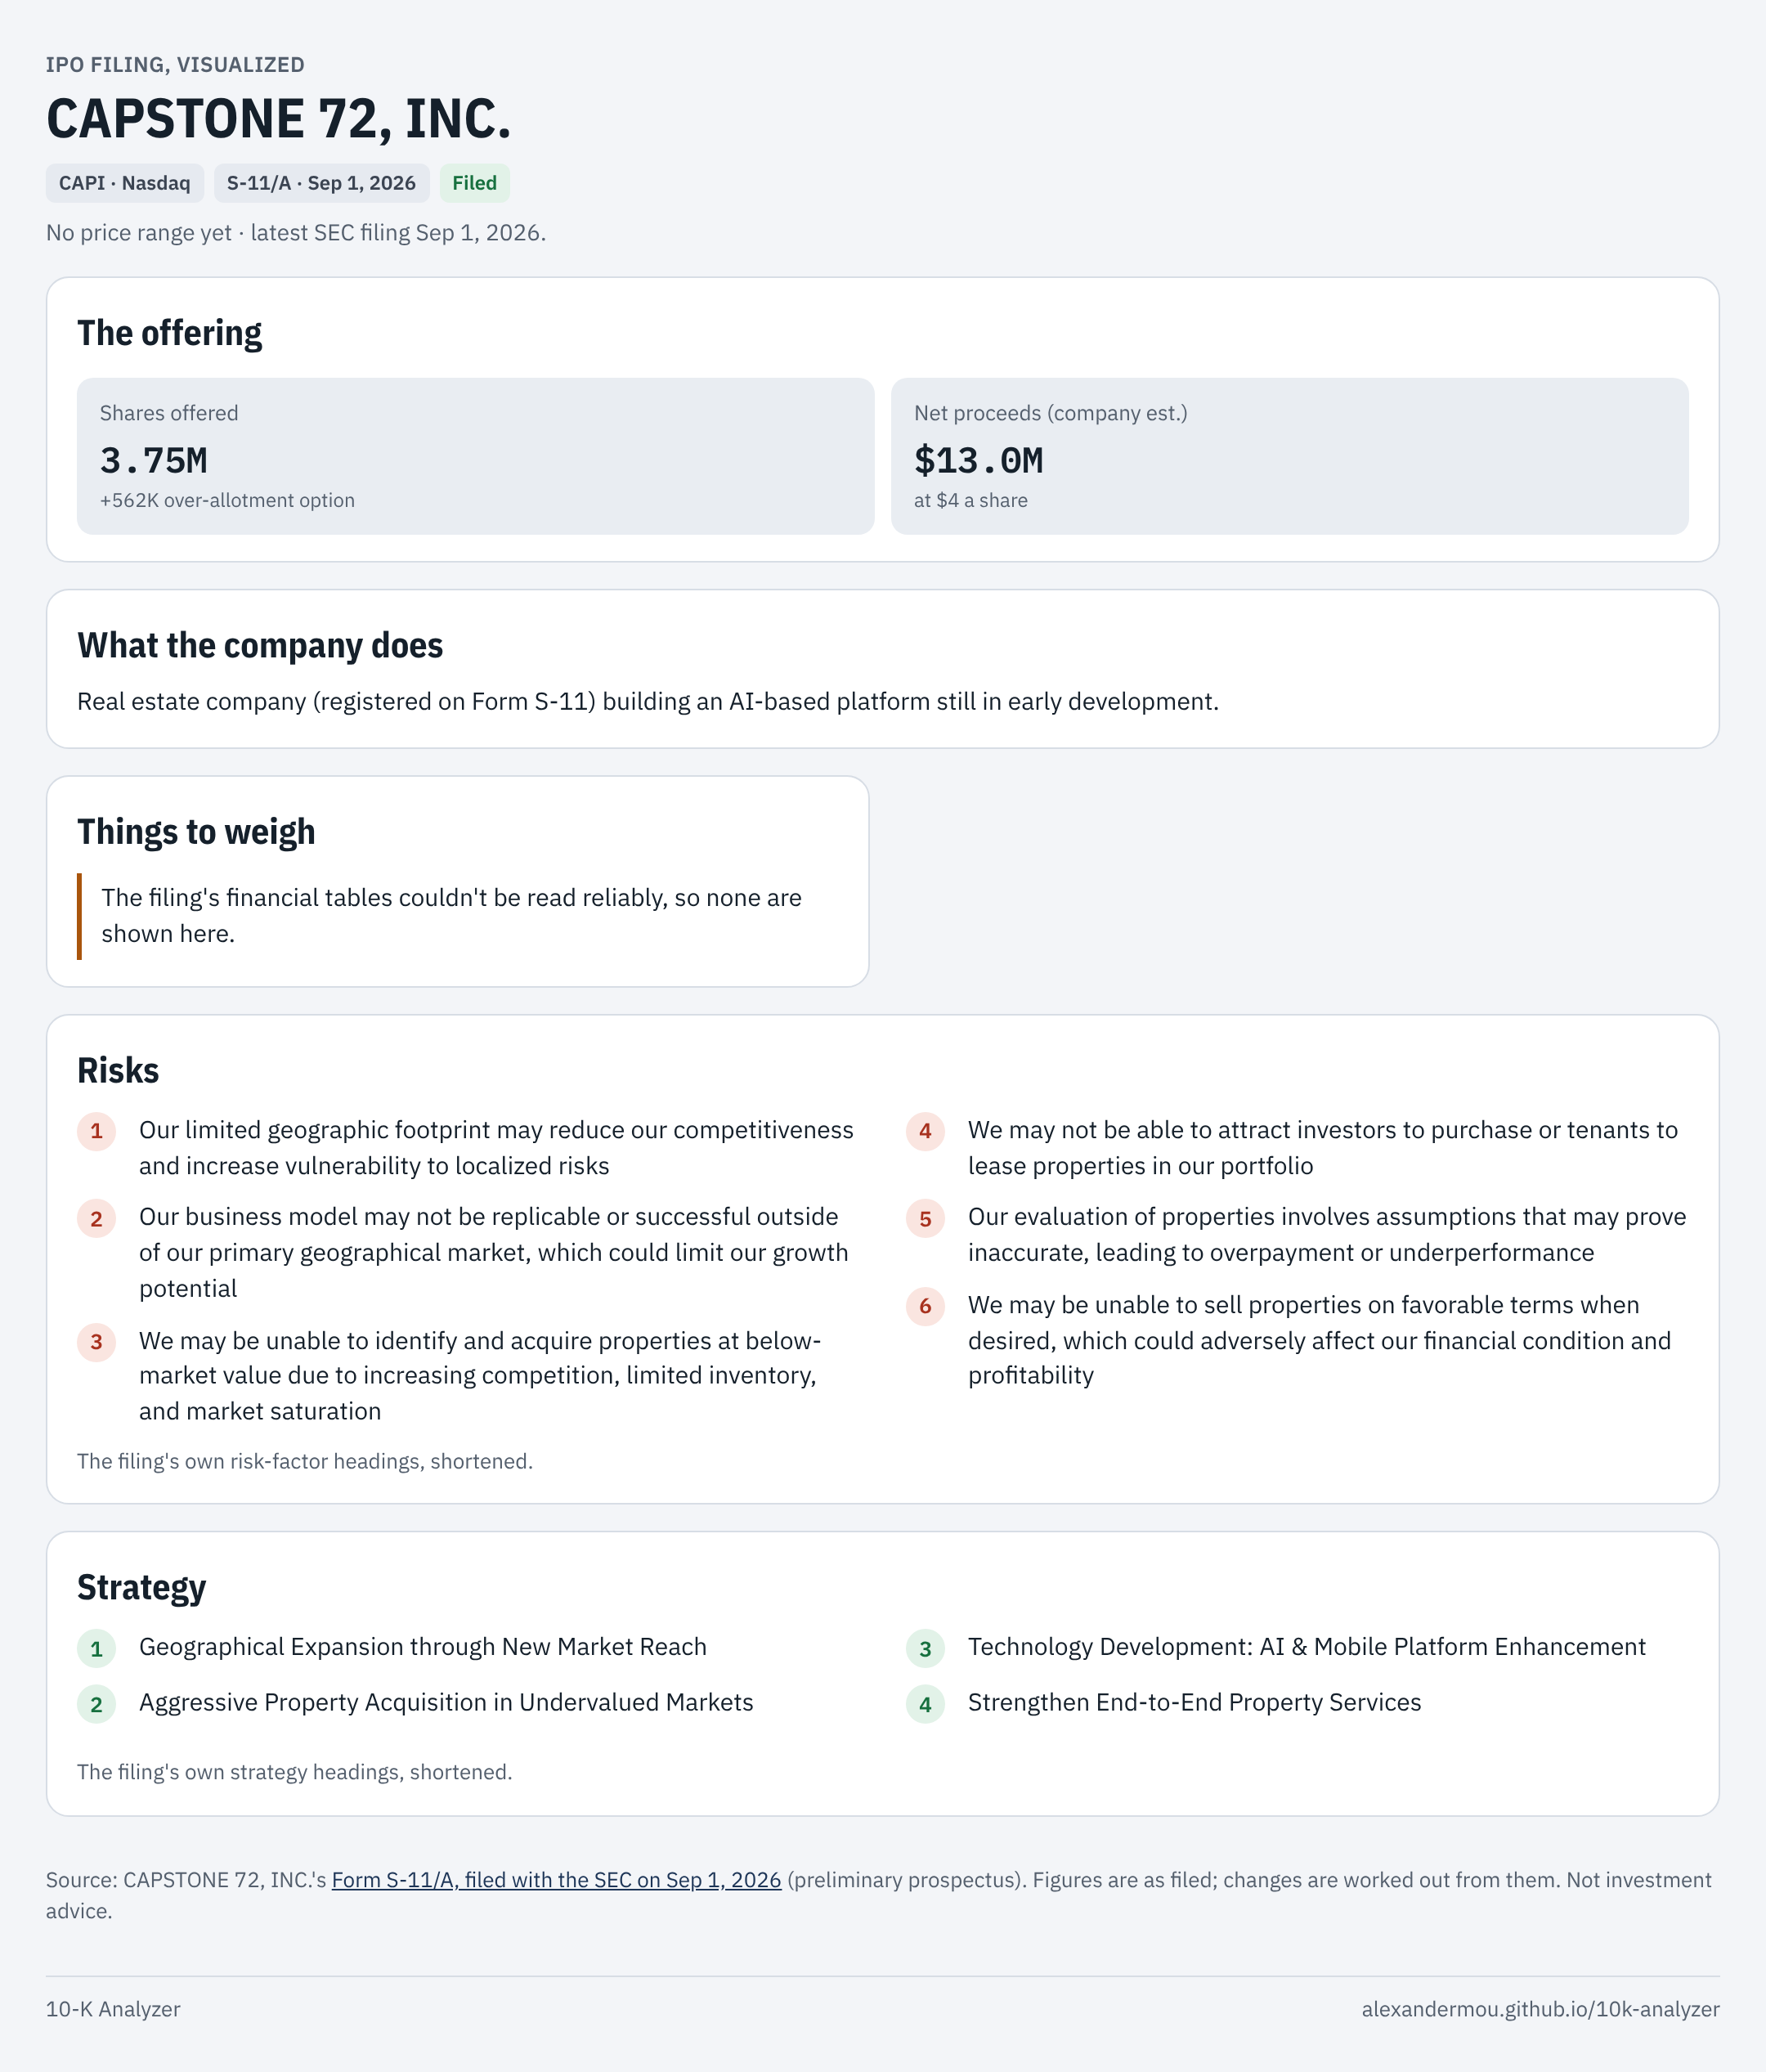 IPO FILING, VISUALIZED
CAPSTONE 72, INC.
CAPI · Nasdaq
S-11/A · Sep 1, 2026
Filed
No price range yet · latest SEC filing Sep 1, 2026.
The offering
Shares offered
3.75M
+562K over-allotment option
Net proceeds (company est.)
$13.0M
at $4 a share
What the company does
Real estate company (registered on Form S-11) building an AI-based platform still in early development.
Things to weigh
The filing's financial tables couldn't be read reliably, so none are
shown here.
Risks
1
Our limited geographic footprint may reduce our competitiveness
and increase vulnerability to localized risks
2
Our business model may not be replicable or successful outside
of our primary geographical market, which could limit our growth
potential
3
We may be unable to identify and acquire properties at below-
market value due to increasing competition, limited inventory,
and market saturation
4
We may not be able to attract investors to purchase or tenants to
lease properties in our portfolio
5
Our evaluation of properties involves assumptions that may prove
inaccurate, leading to overpayment or underperformance
6
We may be unable to sell properties on favorable terms when
desired, which could adversely affect our financial condition and
profitability
The filing's own risk-factor headings, shortened.
Strategy
1
Geographical Expansion through New Market Reach
2
Aggressive Property Acquisition in Undervalued Markets
3
Technology Development: AI & Mobile Platform Enhancement
4
Strengthen End-to-End Property Services
The filing's own strategy headings, shortened.
Source: CAPSTONE 72, INC.'s Form S-11/A, filed with the SEC on Sep 1, 2026 (preliminary prospectus). Figures are as filed; changes are worked out from them. Not investment
advice.
10-K Analyzer
alexandermou.github.io/10k-analyzer